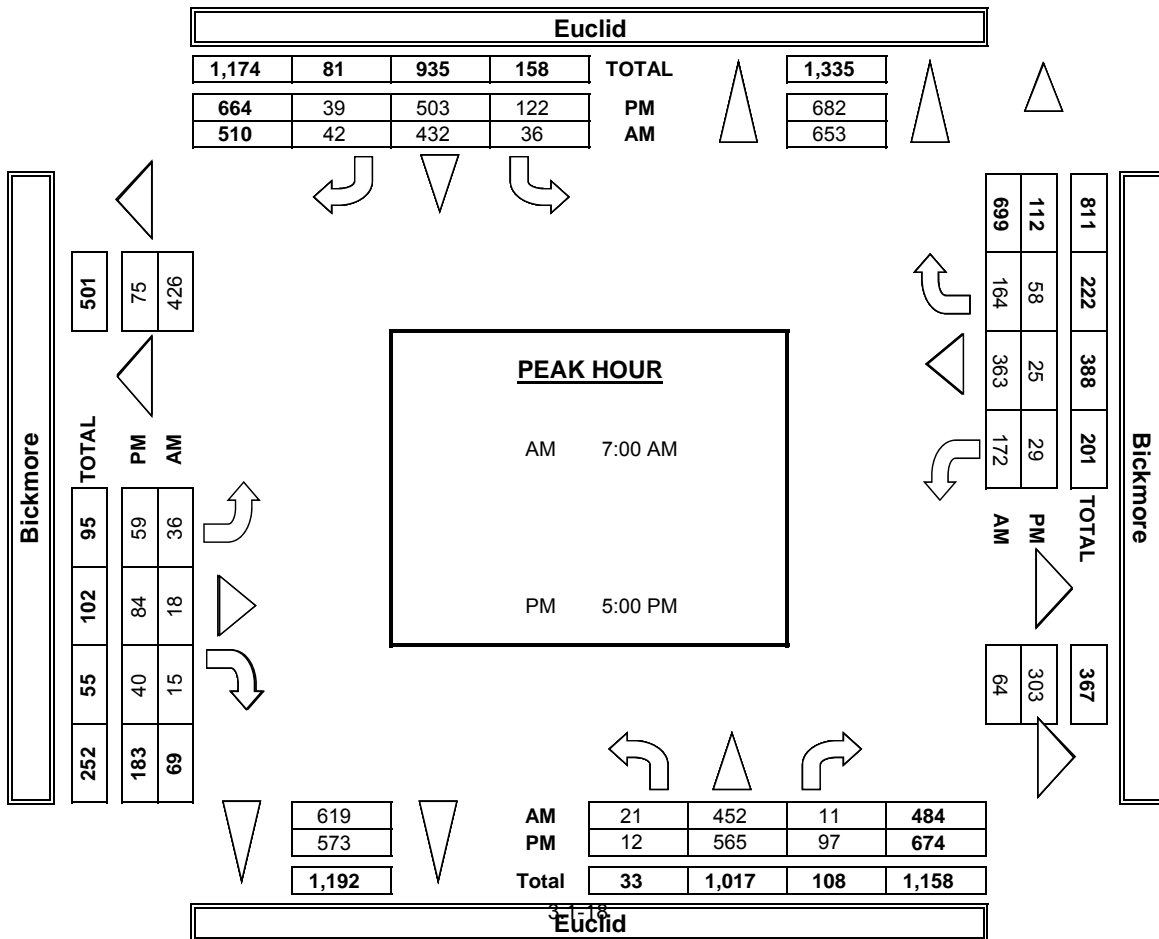 Euclid
1,174 81 935 158 TOTAL 1,335
664 39 503 122 PM 682
510 42 432 36 AM 653
Bickmore
501 75 426
TOTAL PM AM
95 59 36
102 84 18
55 40 15
252 183 69
PEAK HOUR
AM 7:00 AM
PM 5:00 PM
699 112 811
164 58 222
363 25 388
172 29 201
AM PM TOTAL
64 303 367
Bickmore
619 AM 21 452 11 484
573 PM 12 565 97 674
1,192 Total 33 1,017 108 1,158
3.1-18
Euclid